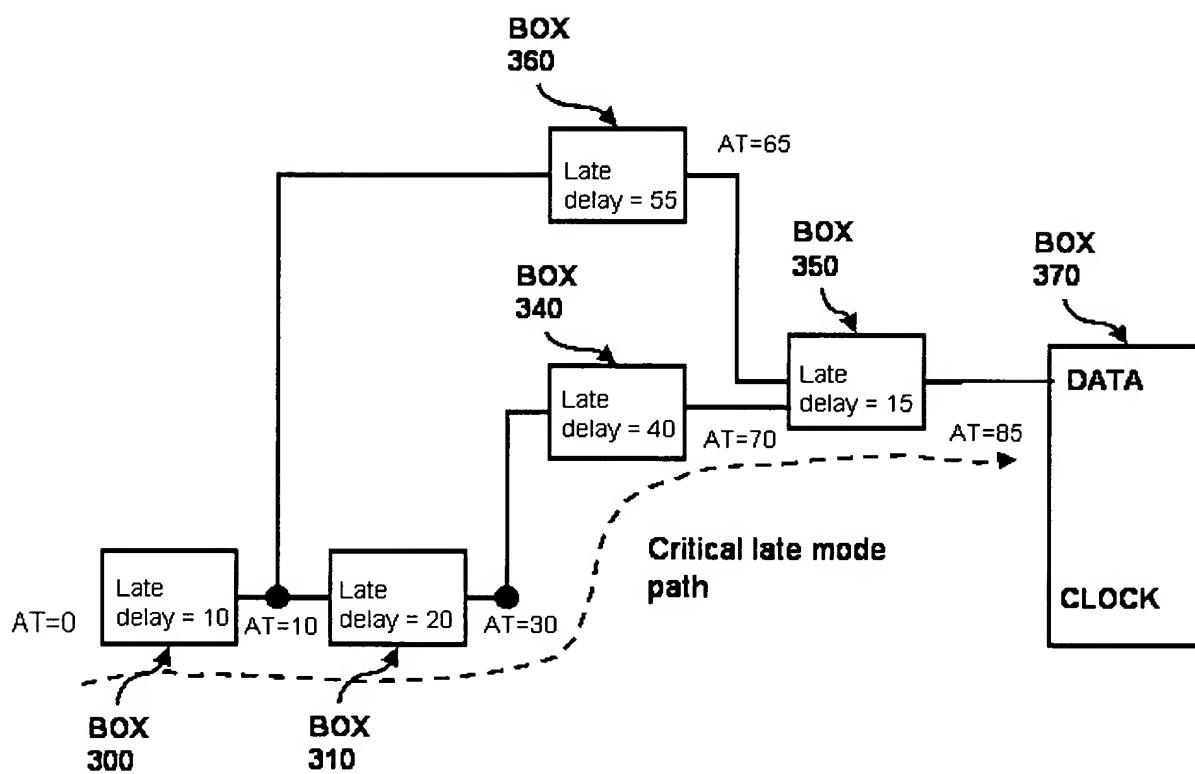 BOX
360
Late
delay = 55
AT=65
BOX
350
BOX
370
BOX
340
Late
delay = 40
AT=70
Late
delay = 15
AT=85
DATA
CLOCK
Critical late mode
path
AT=0
Late
delay = 10
AT=10
Late
delay = 20
AT=30
BOX
300
BOX
310